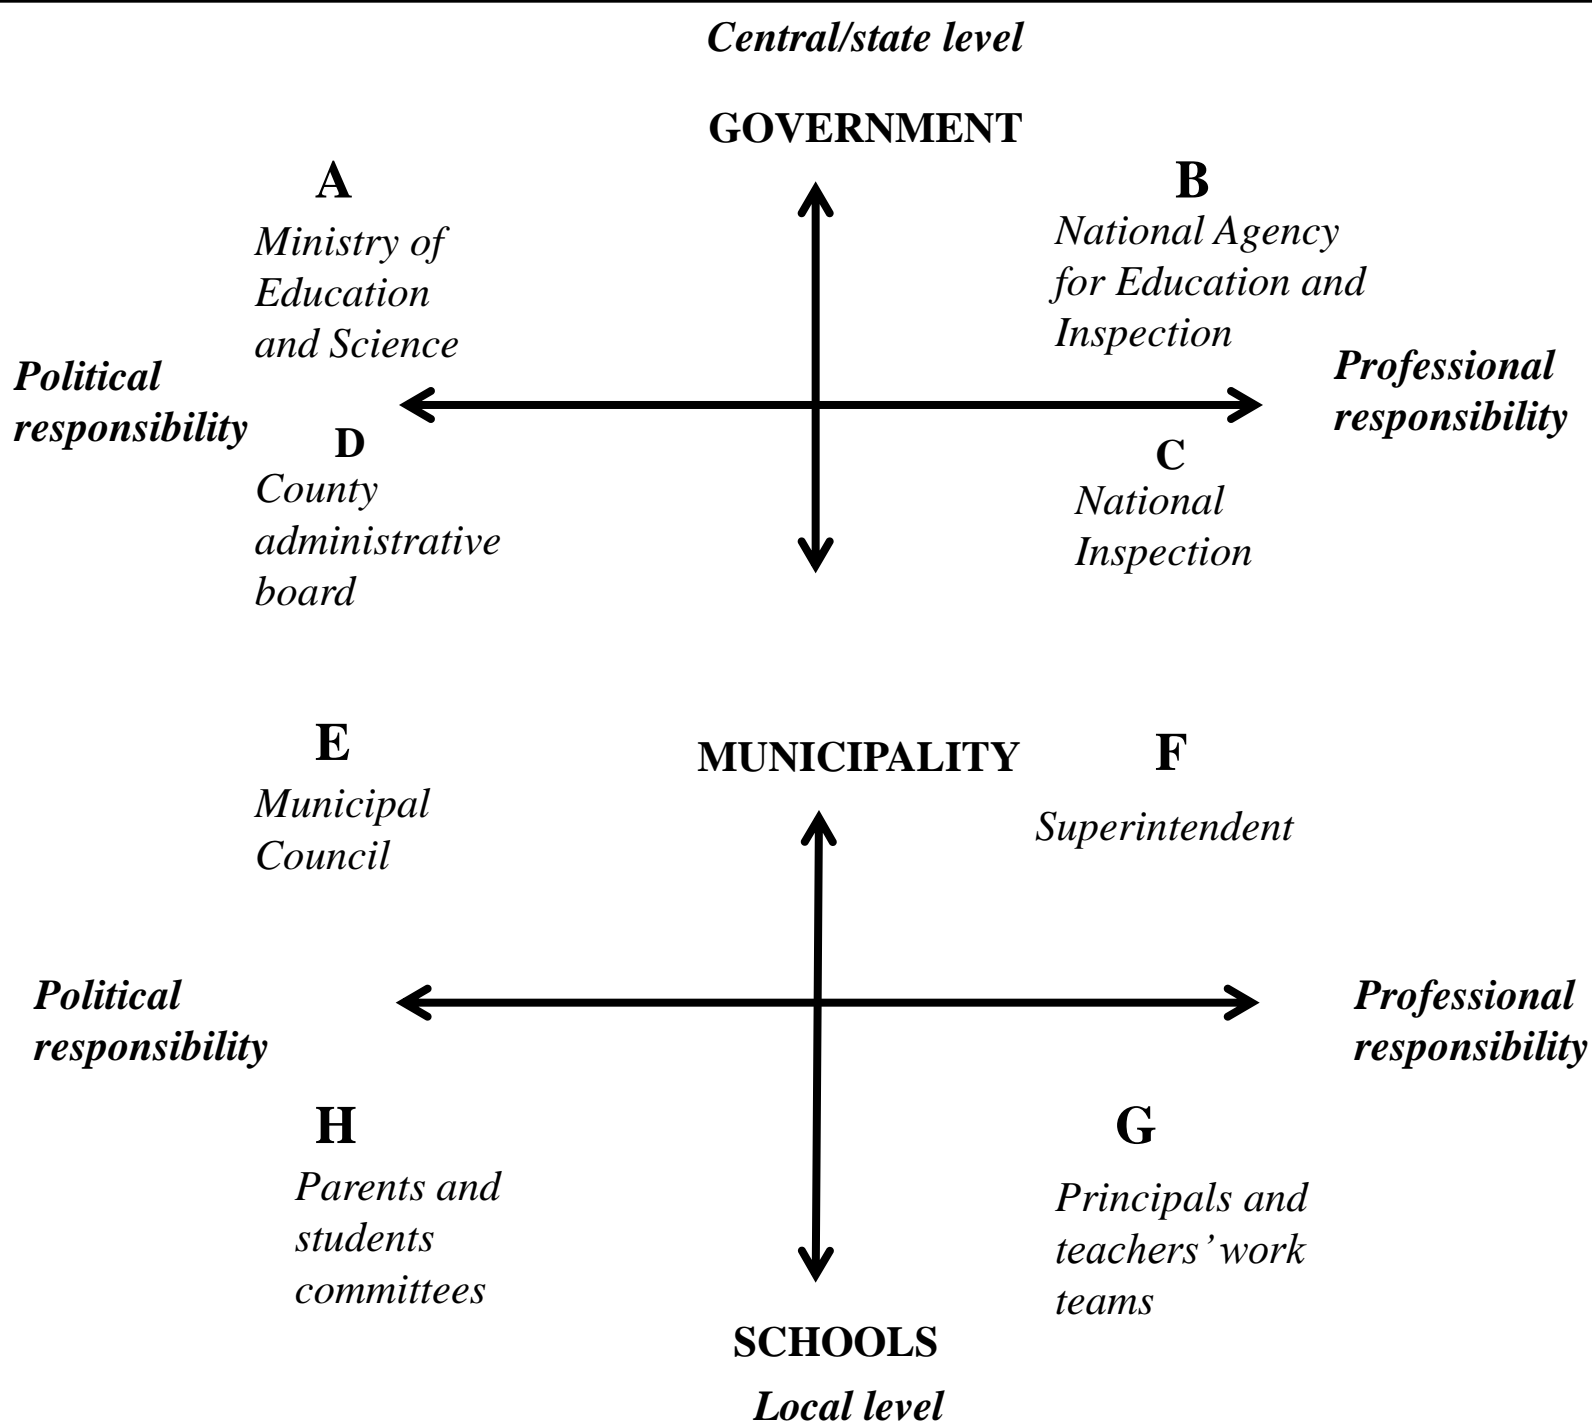 Central/state level
GOVERNMENT
A
Ministry of
Education
and Science
B
National Agency
for Education and
Inspection
Political
responsibility
Professional
responsibility
D
County
administrative
board
C
National
Inspection
E
Municipal
Council
MUNICIPALITY
F
Superintendent
Political
responsibility
Professional
responsibility
H
Parents and
students
committees
G
Principals and
teachers’ work
teams
SCHOOLS
Local level